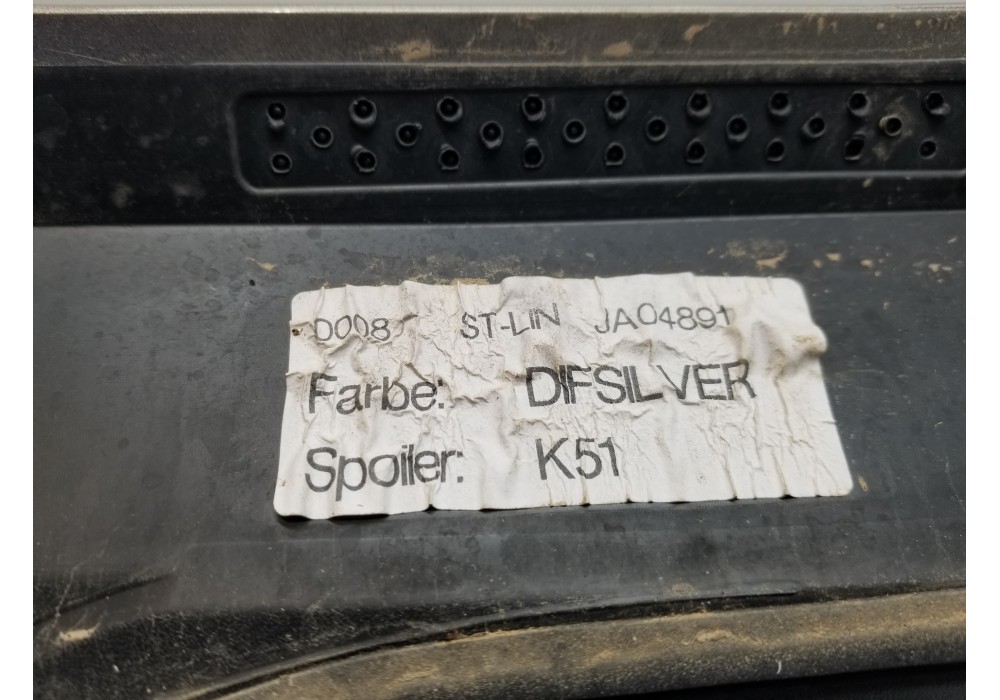 0008 ST-LIN JA04891
Farbe: DIFSILVER
Spoiler: K51